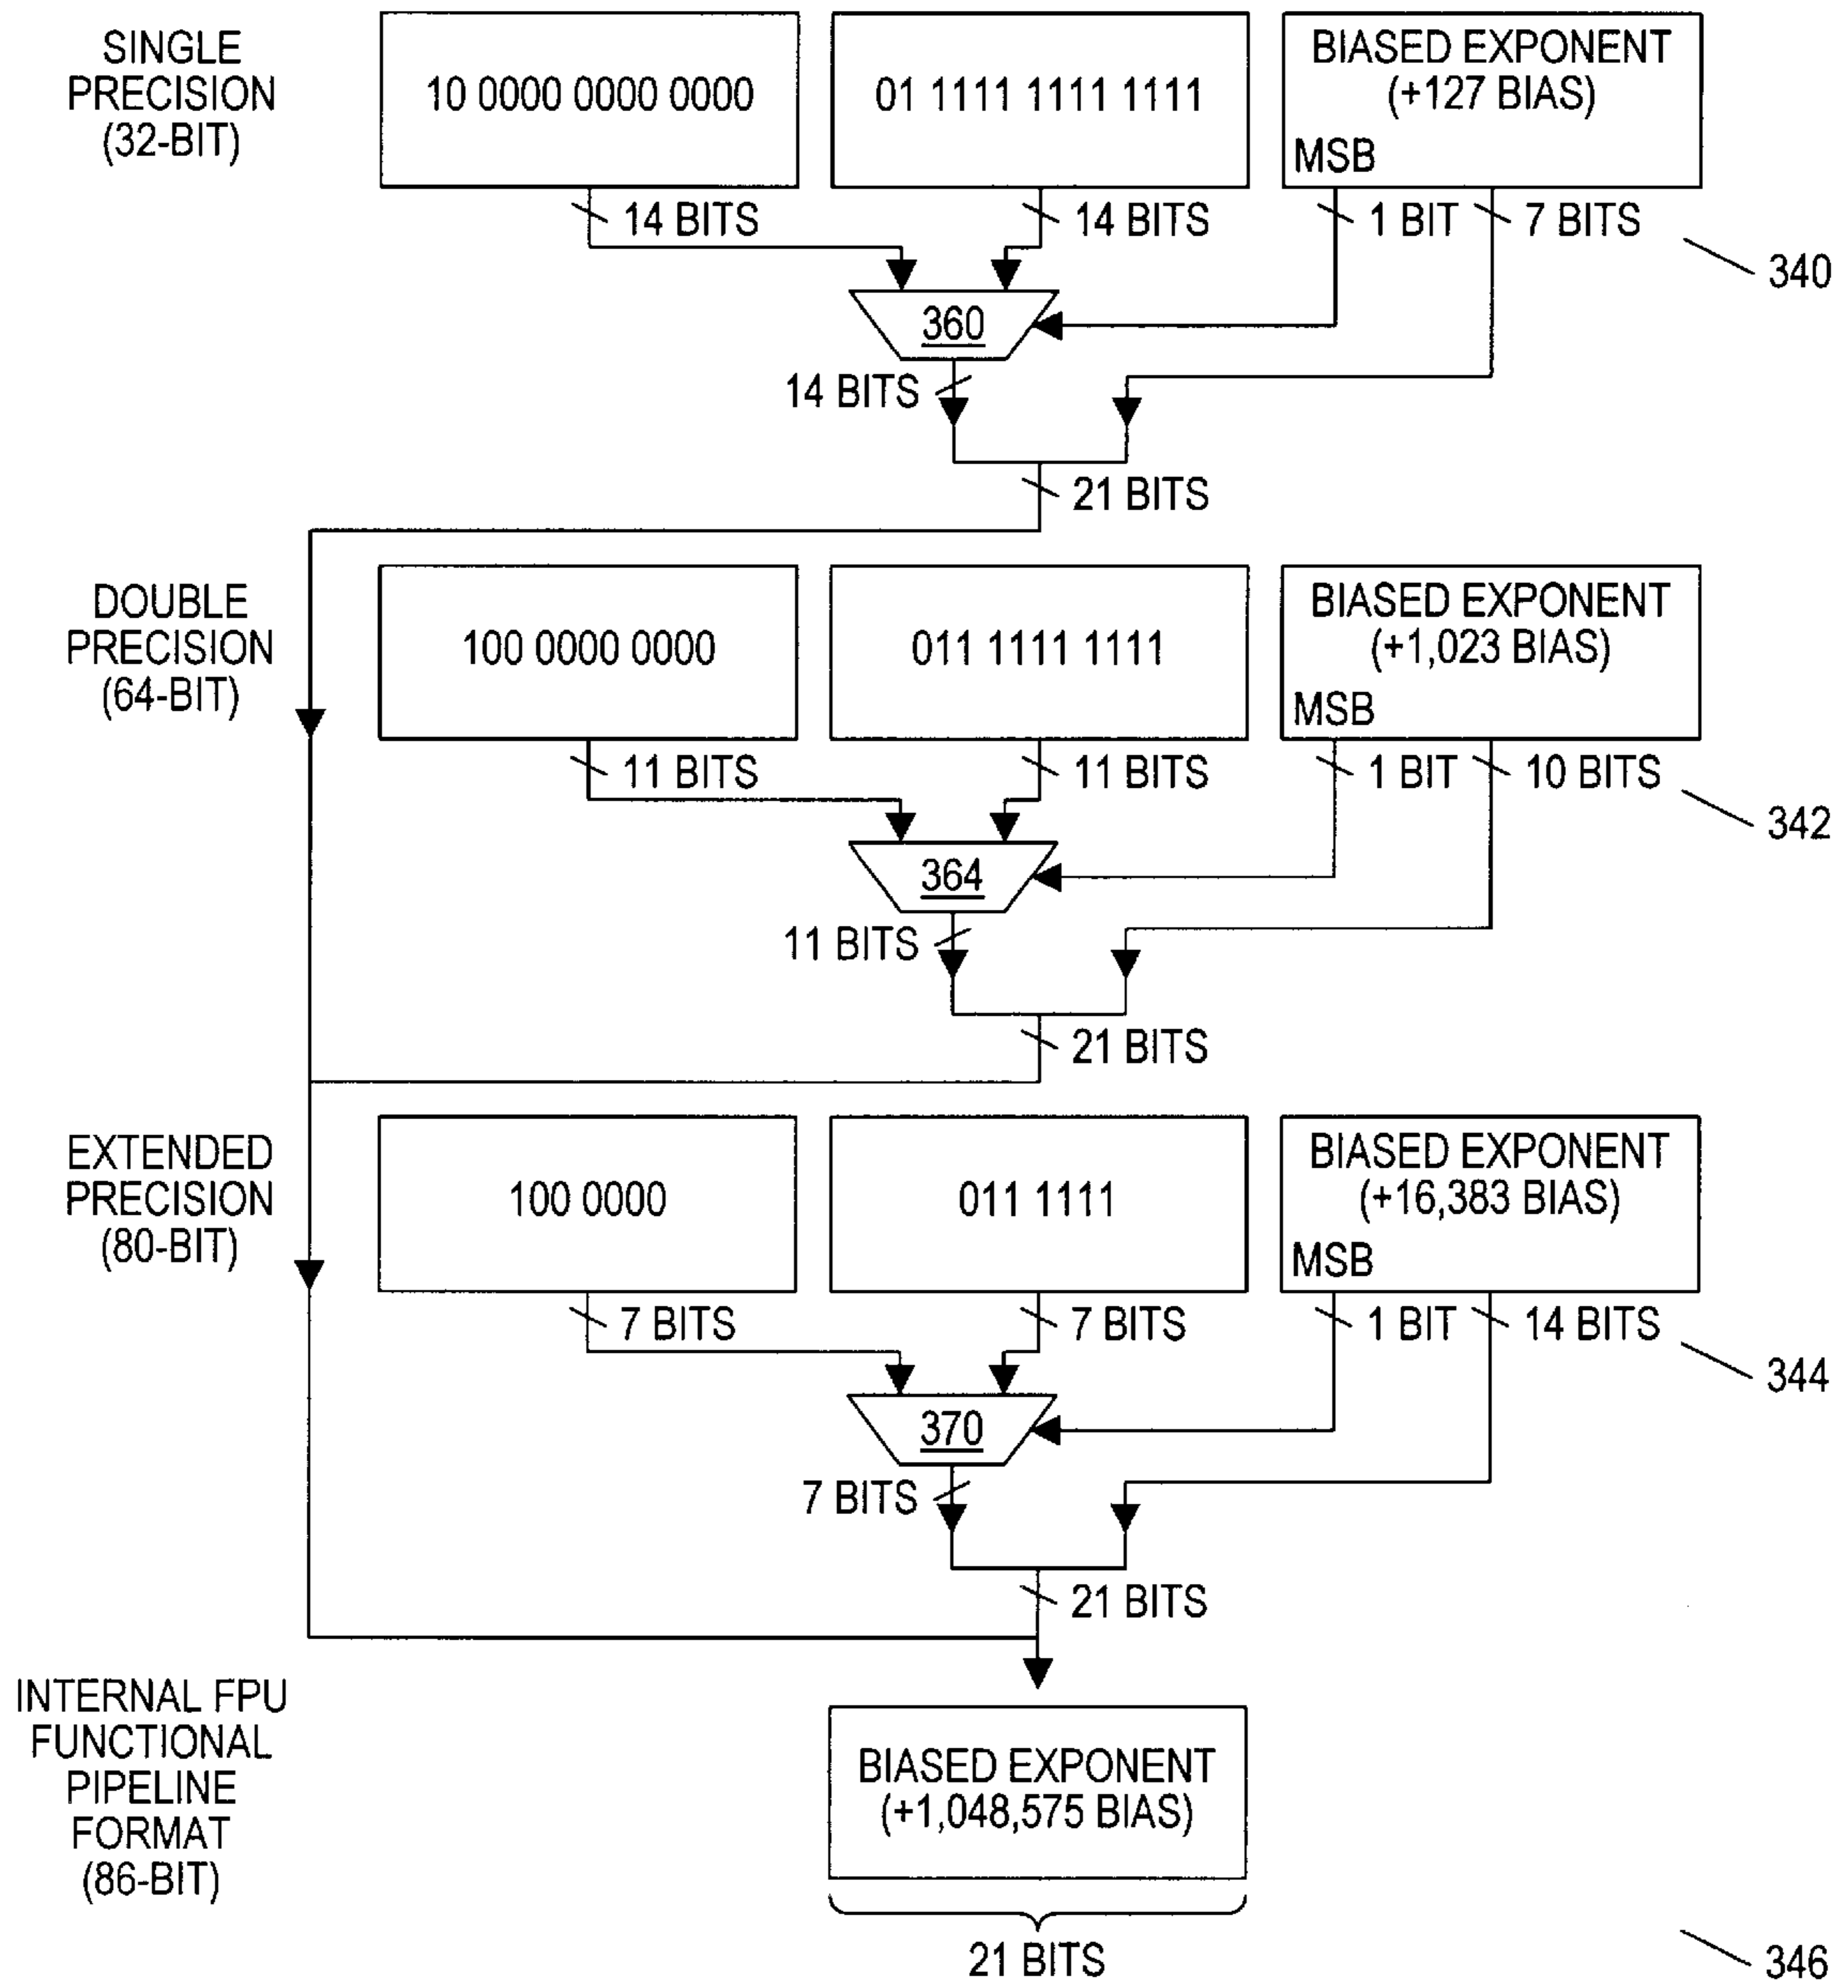 SINGLE
PRECISION
(32-BIT)
10 0000 0000 0000
01 1111 1111 1111
BIASED EXPONENT
(+127 BIAS)
MSB
14 BITS
14 BITS
1 BIT
7 BITS
340
360
14 BITS
21 BITS
DOUBLE
PRECISION
(64-BIT)
100 0000 0000
011 1111 1111
BIASED EXPONENT
(+1,023 BIAS)
MSB
11 BITS
11 BITS
1 BIT
10 BITS
342
364
11 BITS
21 BITS
EXTENDED
PRECISION
(80-BIT)
100 0000
011 1111
BIASED EXPONENT
(+16,383 BIAS)
MSB
7 BITS
7 BITS
1 BIT
14 BITS
344
370
7 BITS
21 BITS
INTERNAL FPU
FUNCTIONAL
PIPELINE
FORMAT
(86-BIT)
BIASED EXPONENT
(+1,048,575 BIAS)
21 BITS
346